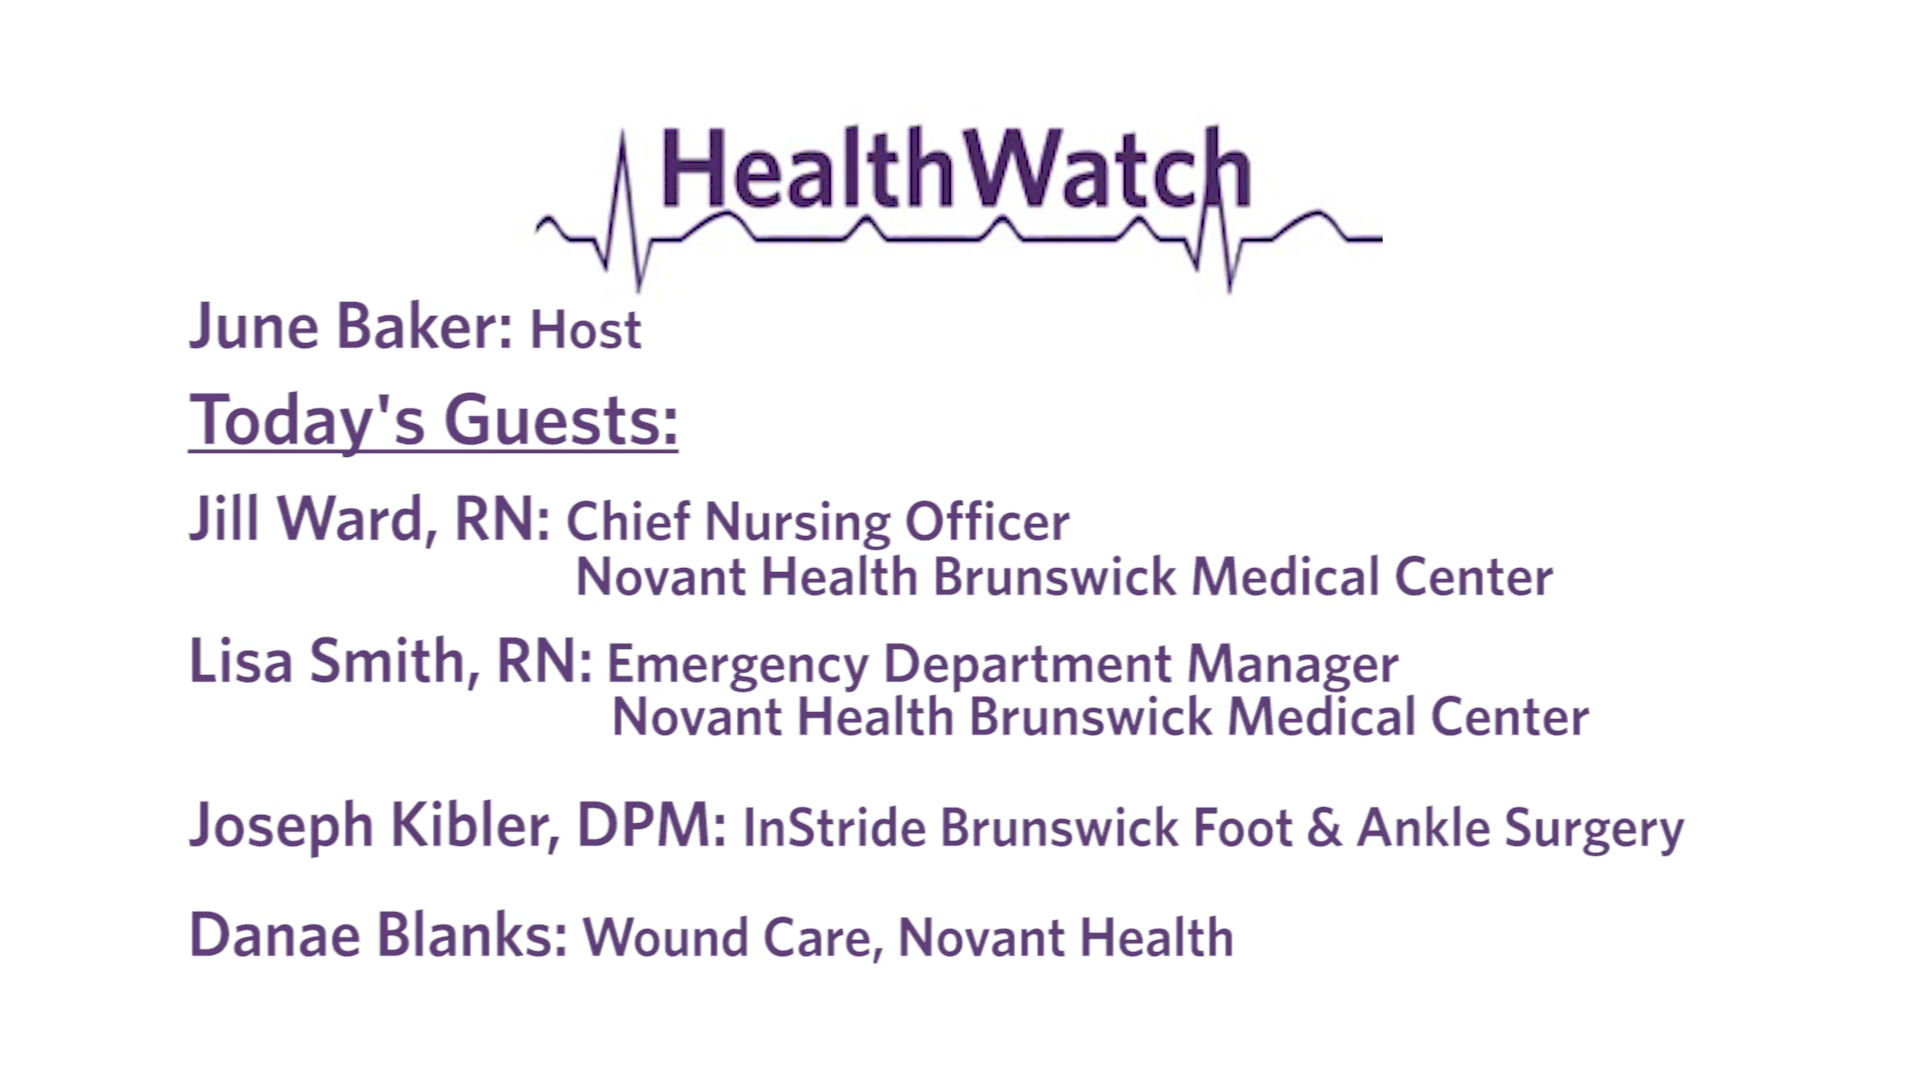 HealthWatch
June Baker: Host
Today's Guests:
Jill Ward, RN: Chief Nursing Officer
Novant Health Brunswick Medical Center
Lisa Smith, RN: Emergency Department Manager
Novant Health Brunswick Medical Center
Joseph Kibler, DPM: InStride Brunswick Foot & Ankle Surgery
Danae Blanks: Wound Care, Novant Health